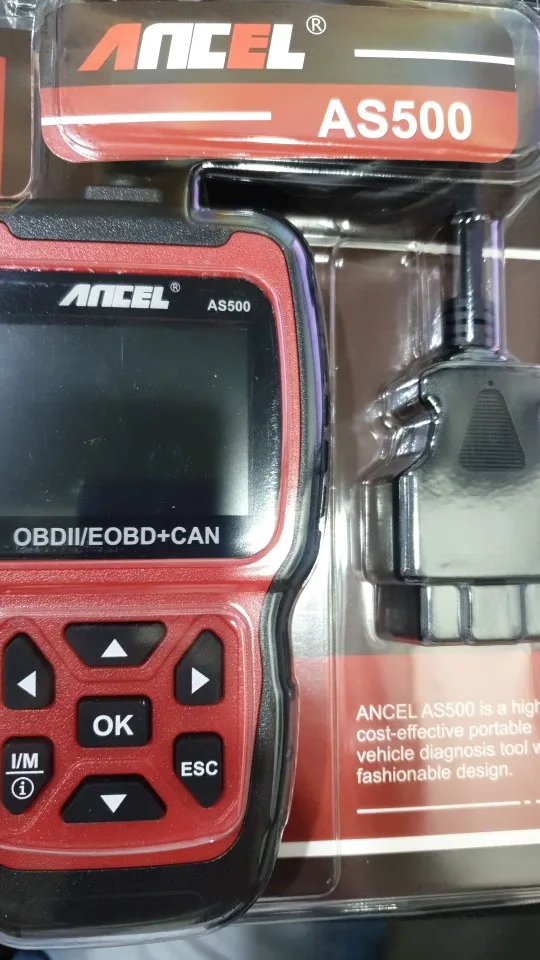 ANCEL®
AS500
ANCEL®
AS500
OBDII/EOBD+CAN
OK
I/M
i
ESC
ANCEL AS500 is a high
cost-effective portable
vehicle diagnosis tool
fashionable design.